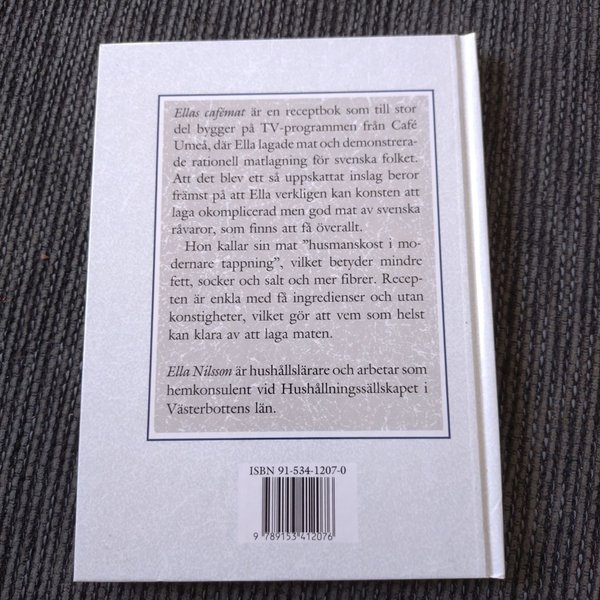 Ellas cafémat är en receptbok som till stor
del bygger på TV-programmen från Café
Umeå, där Ella lagade mat och demonstrera-
de rationell matlagning för svenska folket.
Att det blev ett så uppskattat inslag beror
främst på att Ella verkligen kan konsten att
laga okomplicerad men god mat av svenska
råvaror, som finns att få överallt.
Hon kallar sin mat ”husmanskost i mo-
dernare tappning”, vilket betyder mindre
fett, socker och salt och mer fibrer. Recep-
ten är enkla med få ingredienser och utan
konstigheter, vilket gör att vem som helst
kan klara av att laga maten.
Ella Nilsson är hushållslärare och arbetar som
hemkonsulent vid Hushållningssällskapet i
Västerbottens län.
ISBN 91-534-1207-0
9 789153 412076